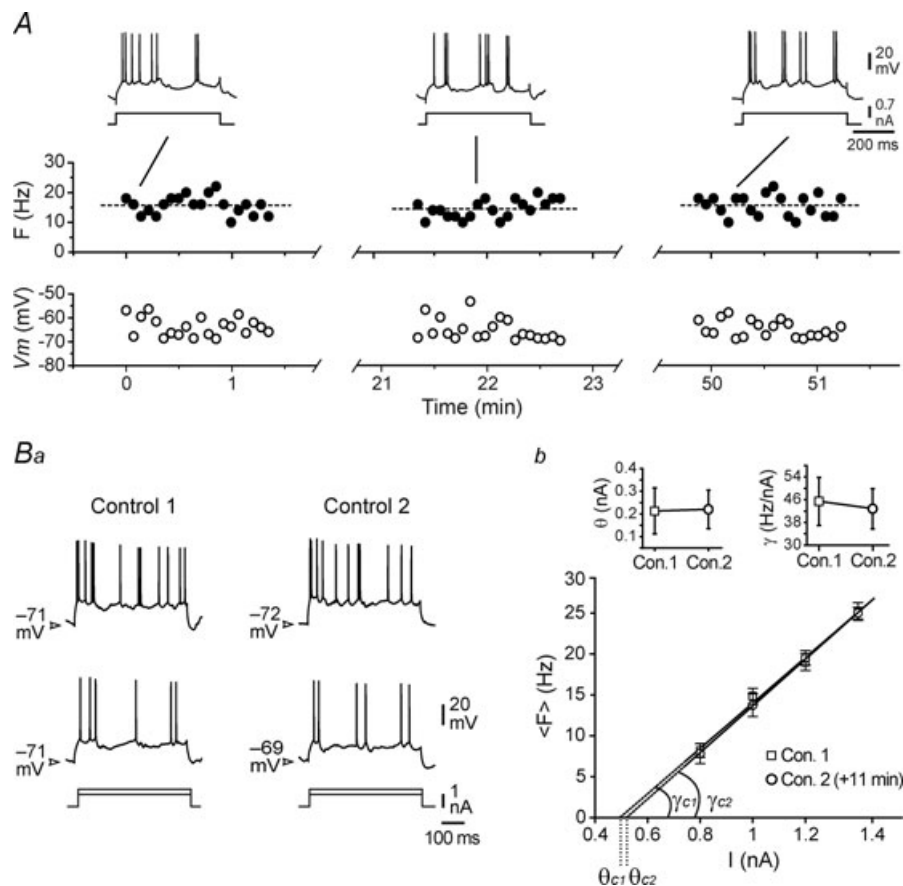 A
20
mV
0.7
nA
200 ms
F (Hz)
30
20
10
0
Vm (mV)
-50
-60
-70
-80
0 1 21 22 23 50 51
Time (min)
Ba
Control 1
Control 2
–71
mV
–72
mV
–71
mV
–69
mV
20
mV
1
nA
100 ms
b
θ (nA)
0.4
0.3
0.2
0.1
Con.1 Con.2
γ (Hz/nA)
54
46
38
30
Con.1 Con.2
<F> (Hz)
30
25
20
15
10
5
0
Con. 1
Con. 2 (+11 min)
γc1 γc2
0.4 0.6 0.8 1 1.2 1.4
I (nA)
θc1 θc2